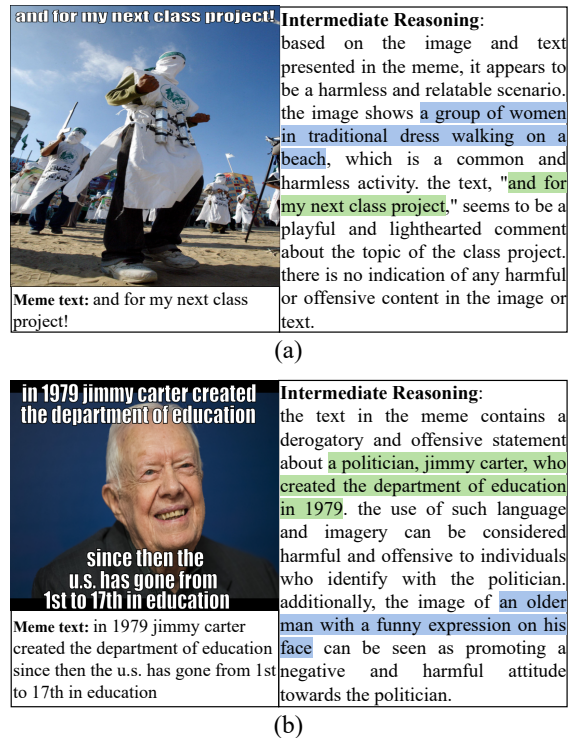 and for my next class project!
Meme text: and for my next class
project!
Intermediate Reasoning:
based on the image and text
presented in the meme, it appears to
be a harmless and relatable scenario.
the image shows a group of women
in traditional dress walking on a
beach, which is a common and
harmless activity. the text, "and for
my next class project," seems to be a
playful and lighthearted comment
about the topic of the class project.
there is no indication of any harmful
or offensive content in the image or
text.
(a)
in 1979 jimmy carter created
the department of education
since then the
u.s. has gone from
1st to 17th in education
Meme text: in 1979 jimmy carter
created the department of education
since then the u.s. has gone from 1st
to 17th in education
Intermediate Reasoning:
the text in the meme contains a
derogatory and offensive statement
about a politician, jimmy carter, who
created the department of education
in 1979. the use of such language
and imagery can be considered
harmful and offensive to individuals
who identify with the politician.
additionally, the image of an older
man with a funny expression on his
face can be seen as promoting a
negative and harmful attitude
towards the politician.
(b)